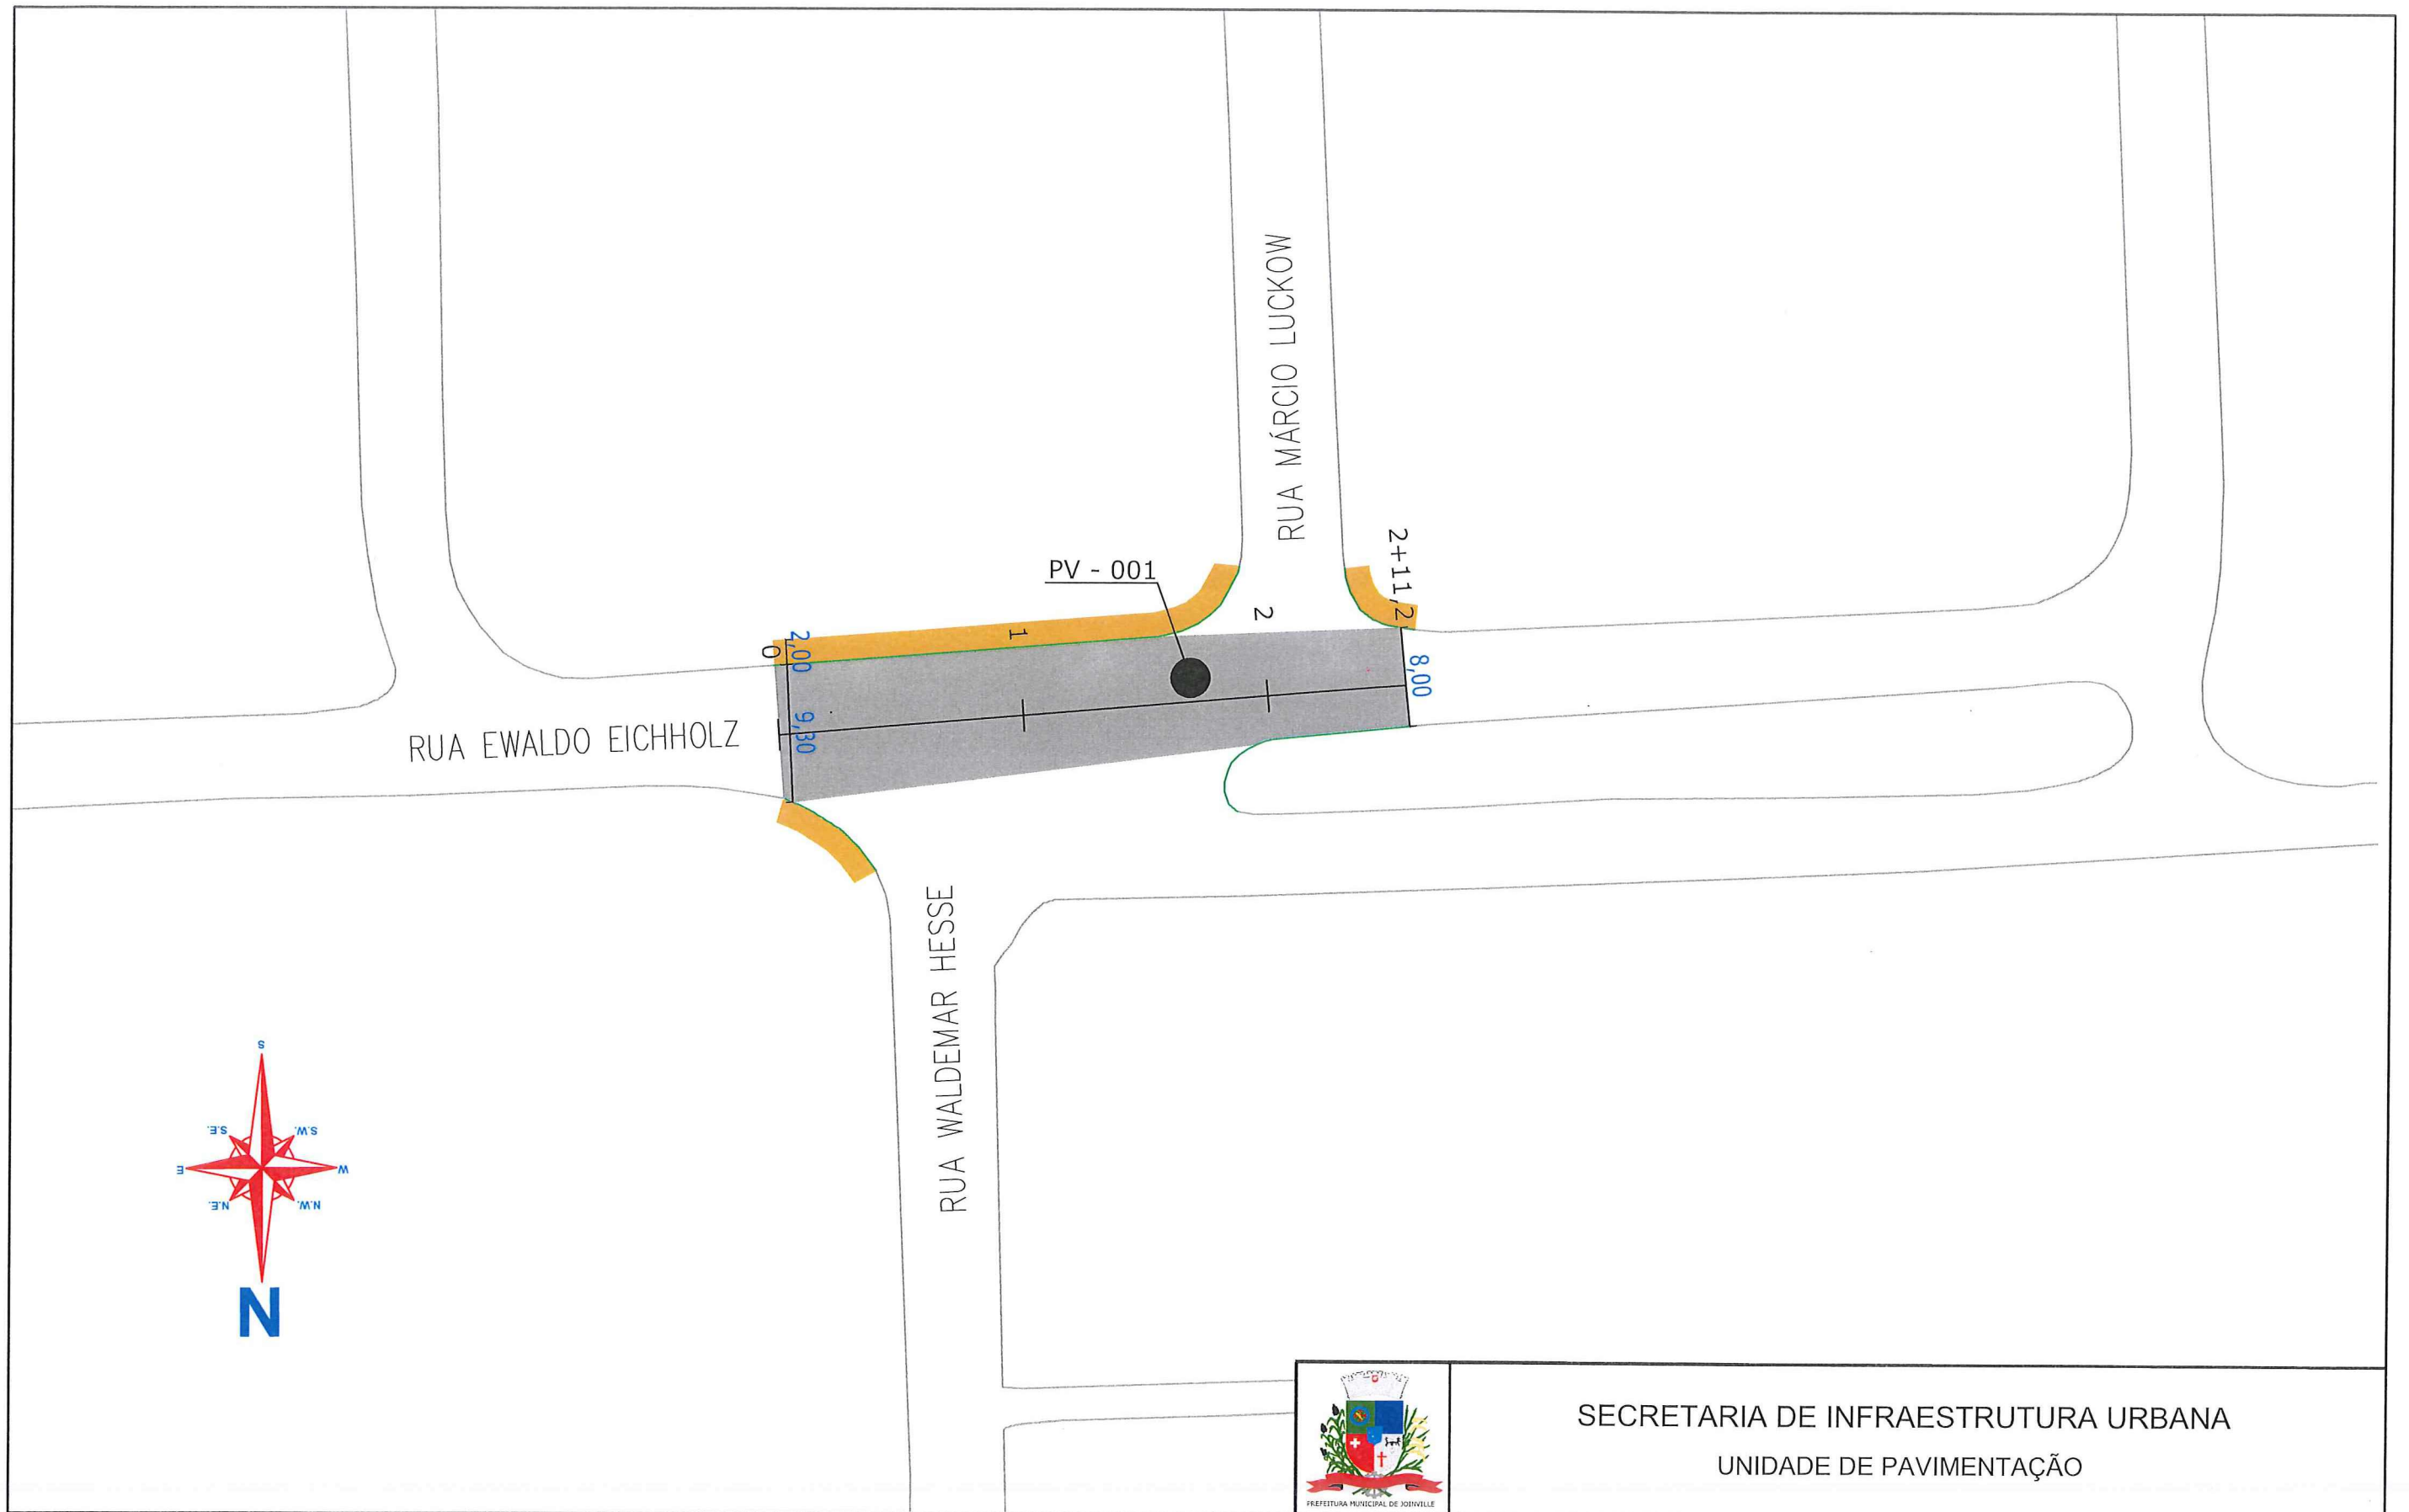 RUA MÁRCIO LUCKOW
PV - 001
2+11,2
2
1
0
2,00
8,00
9,30
RUA EWALDO EICHHOLZ
RUA WALDEMAR HESSE
S
S.E.
S.W.
E
W
N.E.
N.W.
N
SECRETARIA DE INFRAESTRUTURA URBANA
UNIDADE DE PAVIMENTAÇÃO
PREFEITURA MUNICIPAL DE JOINVILLE